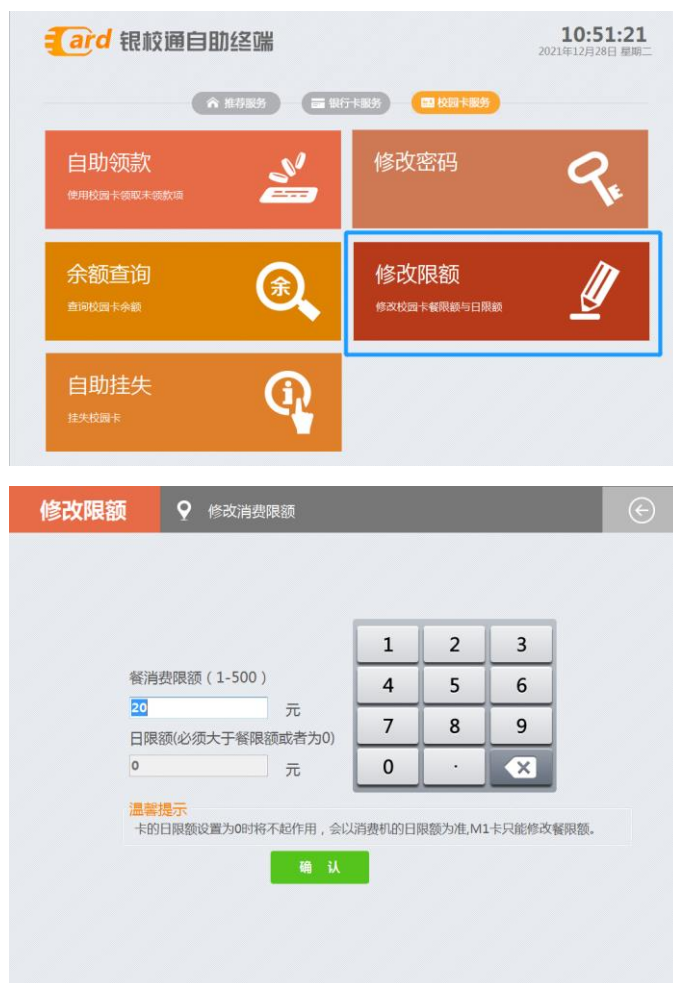 Card 银校通自助终端
10:51:21
2021年12月28日 星期二
推荐服务 银行卡服务 校园卡服务
自助领款
使用校园卡领取未领款项
修改密码
余额查询
查询校园卡余额
余
修改限额
修改校园卡餐限额与日限额
自助挂失
挂失校园卡
修改限额 修改消费限额
餐消费限额（1-500）
20 元
日限额(必须大于餐限额或者为0)
0 元
1 2 3
4 5 6
7 8 9
0 ·
温馨提示
卡的日限额设置为0时将不起作用，会以消费机的日限额为准,M1卡只能修改餐限额。
确 认